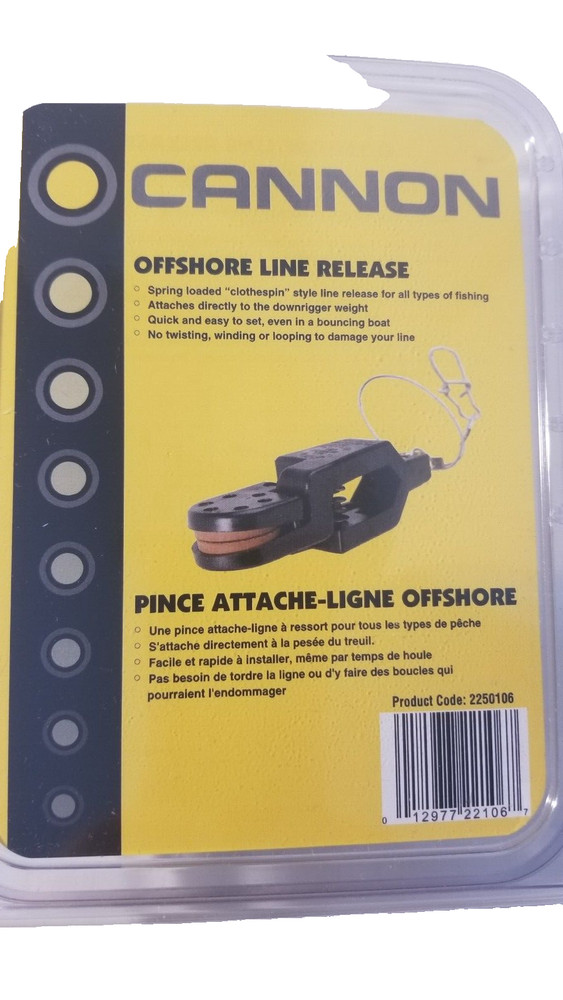 CANNON
OFFSHORE LINE RELEASE
Spring loaded "clothespin" style line release for all types of fishing
Attaches directly to the downrigger weight
Quick and easy to set, even in a bouncing boat
No twisting, winding or looping to damage your line
PINCE ATTACHE-LIGNE OFFSHORE
Une pince attache-ligne à ressort pour tous les types de pêche
S'attache directement à la pesée du treuil.
Facile et rapide à installer, même par temps de houle
Pas besoin de tordre la ligne ou d'y faire des boucles qui
pourraient l'endommager
Product Code: 2250106
0 12977 22106 7